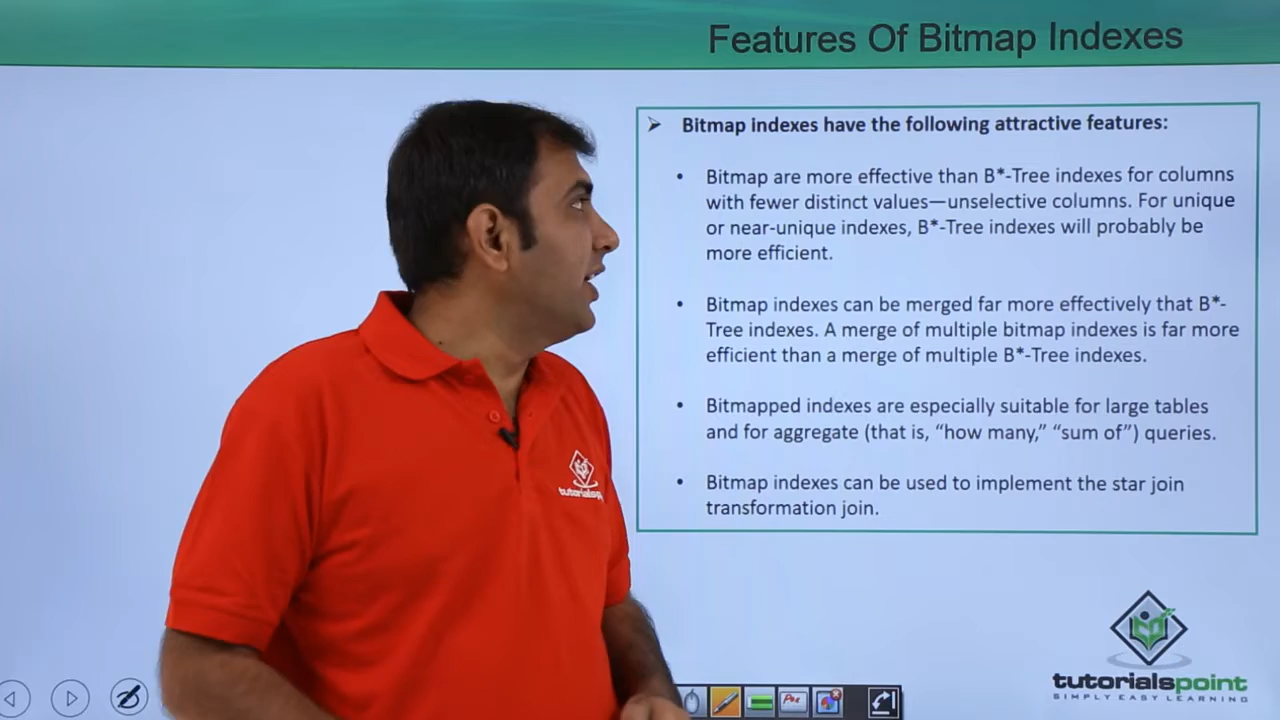 Features Of Bitmap Indexes
➢ Bitmap indexes have the following attractive features:
• Bitmap are more effective than B*-Tree indexes for columns
with fewer distinct values—unselective columns. For unique
or near-unique indexes, B*-Tree indexes will probably be
more efficient.
• Bitmap indexes can be merged far more effectively that B*-
Tree indexes. A merge of multiple bitmap indexes is far more
efficient than a merge of multiple B*-Tree indexes.
• Bitmapped indexes are especially suitable for large tables
and for aggregate (that is, “how many,” “sum of”) queries.
• Bitmap indexes can be used to implement the star join
transformation join.
tutorialsp
tutorialspoint
SIMPLY EASY LEARNING